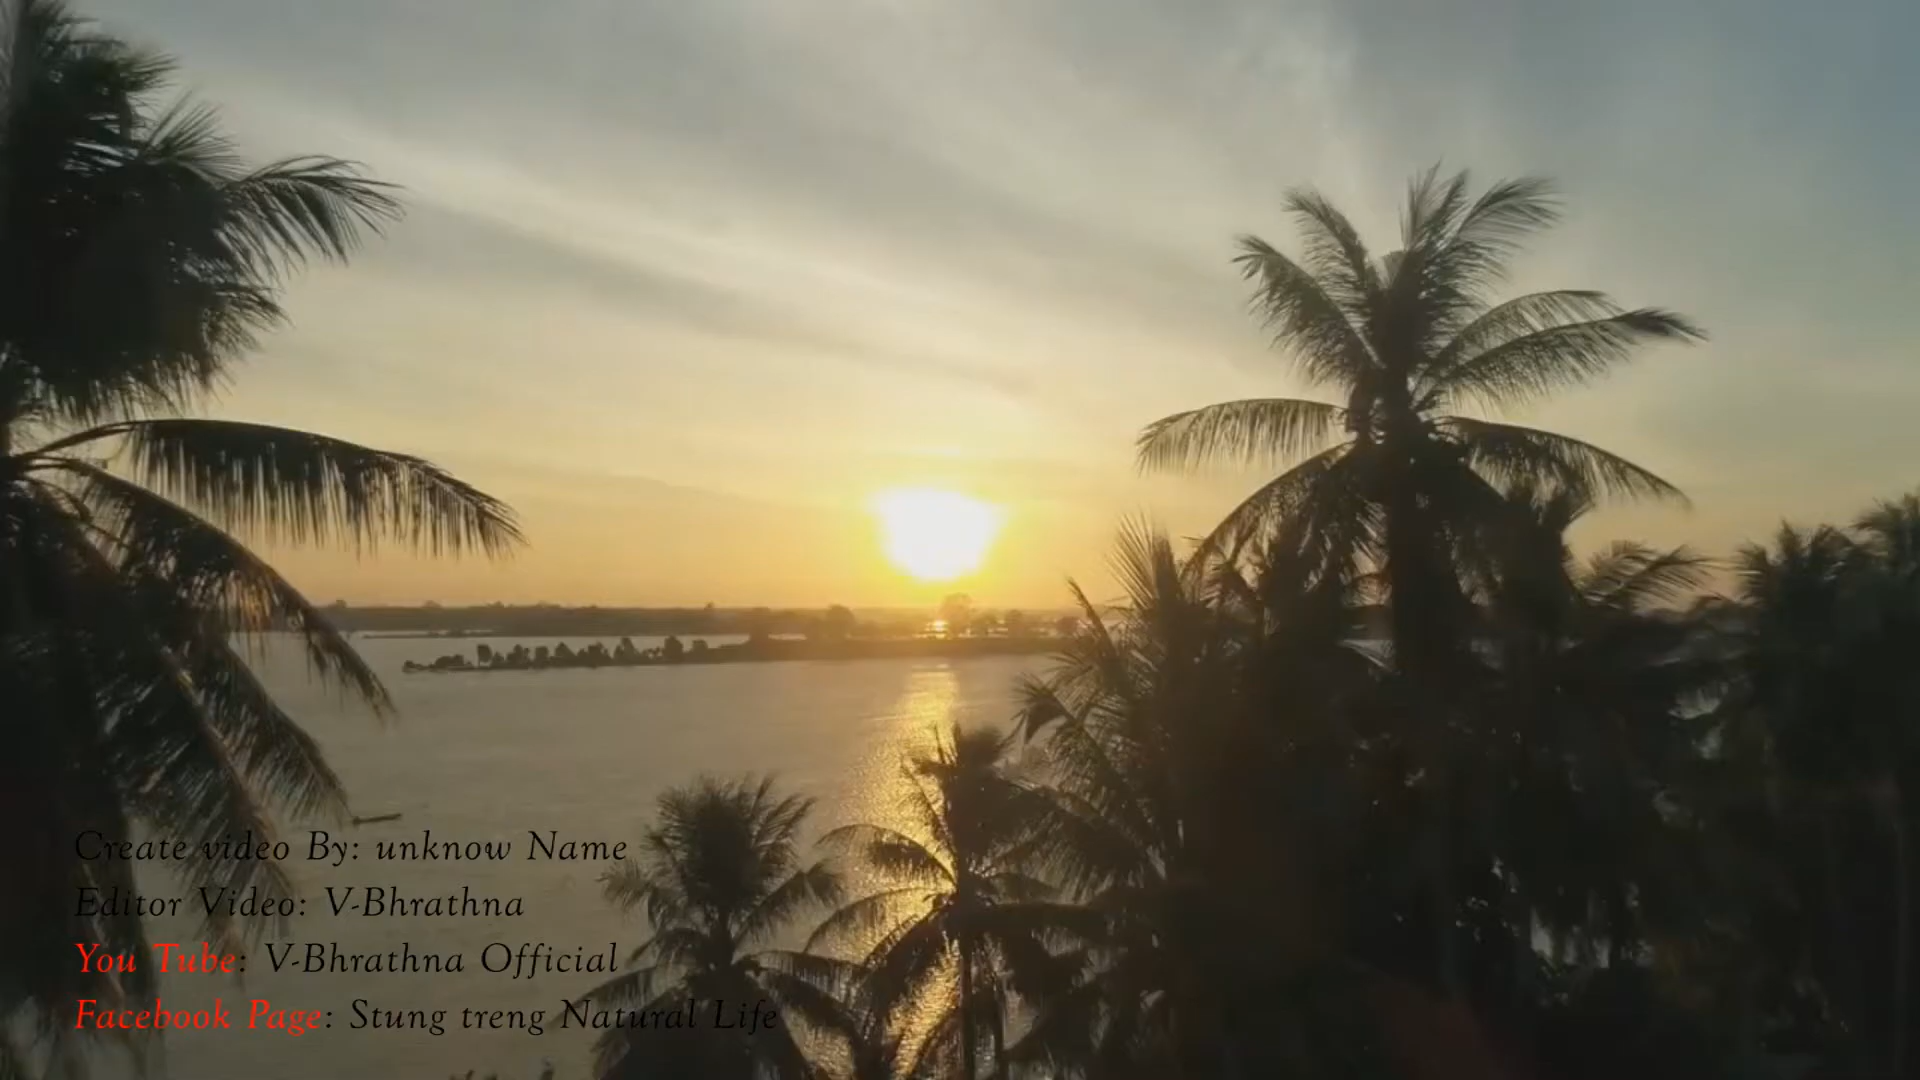 Create video By: unknow Name
Editor Video: V-Bhrathna
You Tube: V-Bhrathna Official
Facebook Page: Stung treng Natural Life